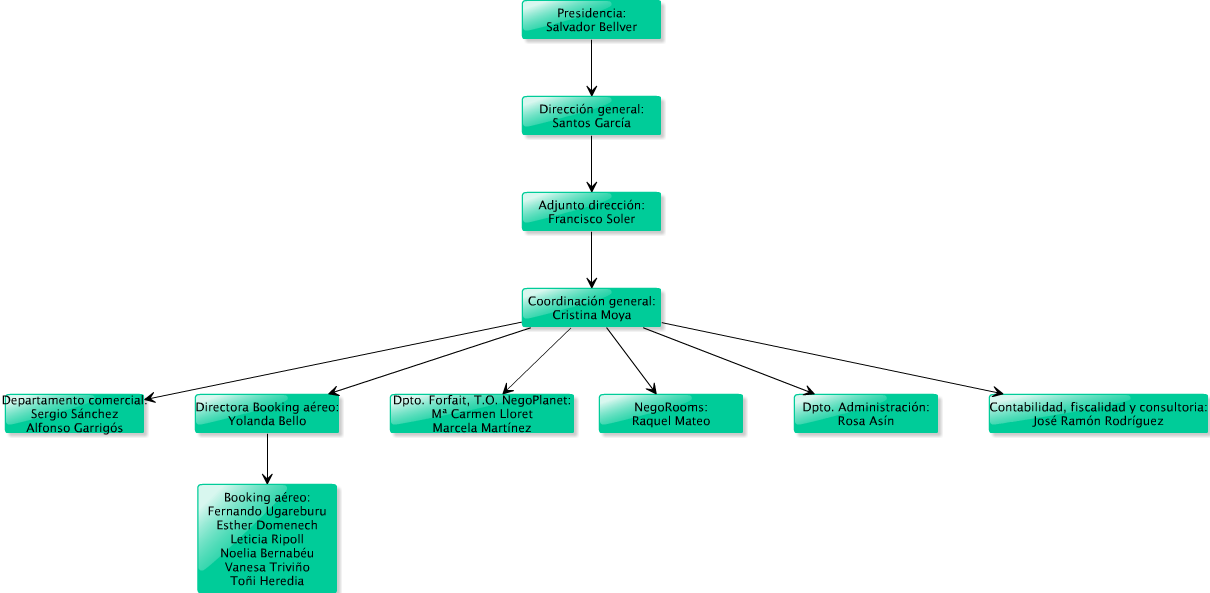 Presidencia:
Salvador Bellver
Dirección general:
Santos García
Adjunto dirección:
Francisco Soler
Coordinación general:
Cristina Moya
Departamento comercial:
Sergio Sánchez
Alfonso Garrigós
Directora Booking aéreo:
Yolanda Bello
Dpto. Forfait, T.O. NegoPlanet:
Mª Carmen Lloret
Marcela Martínez
NegoRooms:
Raquel Mateo
Dpto. Administración:
Rosa Asín
Contabilidad, fiscalidad y consultoria:
José Ramón Rodríguez
Booking aéreo:
Fernando Ugareburu
Esther Domenech
Leticia Ripoll
Noelia Bernabéu
Vanesa Triviño
Toñi Heredia